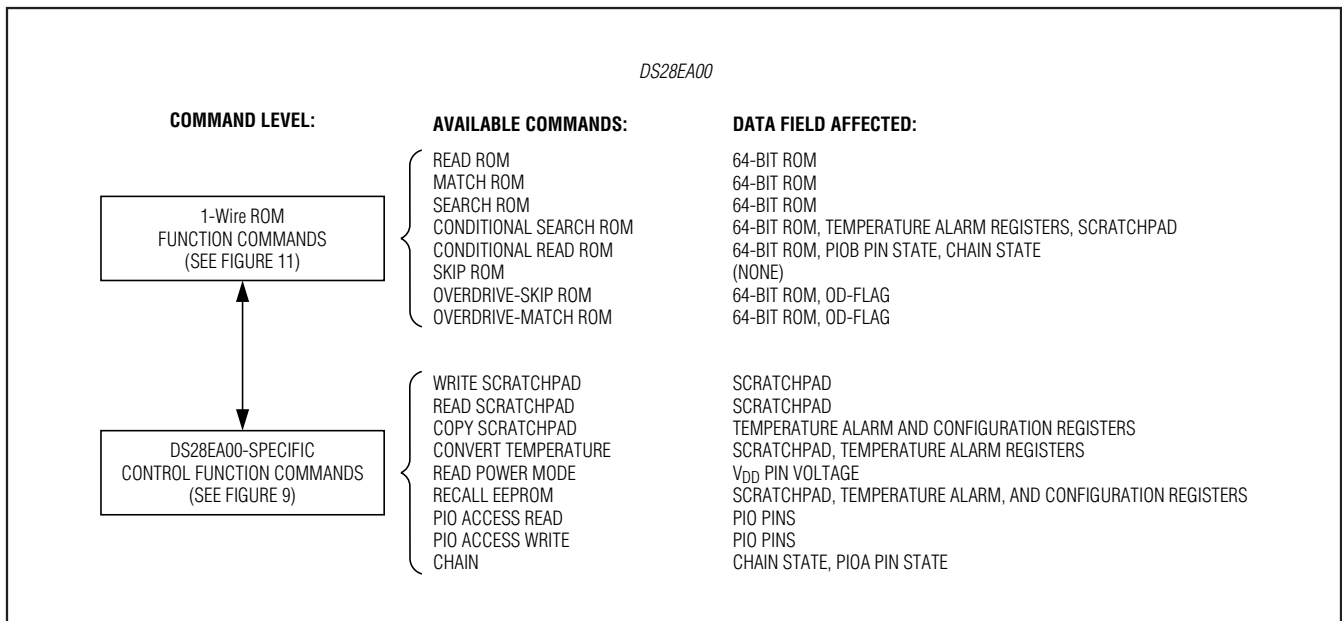 DS28EA00
COMMAND LEVEL: AVAILABLE COMMANDS: DATA FIELD AFFECTED:
1-Wire ROM
FUNCTION COMMANDS
(SEE FIGURE 11)
READ ROM 64-BIT ROM
MATCH ROM 64-BIT ROM
SEARCH ROM 64-BIT ROM
CONDITIONAL SEARCH ROM 64-BIT ROM, TEMPERATURE ALARM REGISTERS, SCRATCHPAD
CONDITIONAL READ ROM 64-BIT ROM, PIOB PIN STATE, CHAIN STATE
SKIP ROM (NONE)
OVERDRIVE-SKIP ROM 64-BIT ROM, OD-FLAG
OVERDRIVE-MATCH ROM 64-BIT ROM, OD-FLAG
DS28EA00-SPECIFIC
CONTROL FUNCTION COMMANDS
(SEE FIGURE 9)
WRITE SCRATCHPAD SCRATCHPAD
READ SCRATCHPAD SCRATCHPAD
COPY SCRATCHPAD TEMPERATURE ALARM AND CONFIGURATION REGISTERS
CONVERT TEMPERATURE SCRATCHPAD, TEMPERATURE ALARM REGISTERS
READ POWER MODE VDD PIN VOLTAGE
RECALL EEPROM SCRATCHPAD, TEMPERATURE ALARM, AND CONFIGURATION REGISTERS
PIO ACCESS READ PIO PINS
PIO ACCESS WRITE PIO PINS
CHAIN CHAIN STATE, PIOA PIN STATE